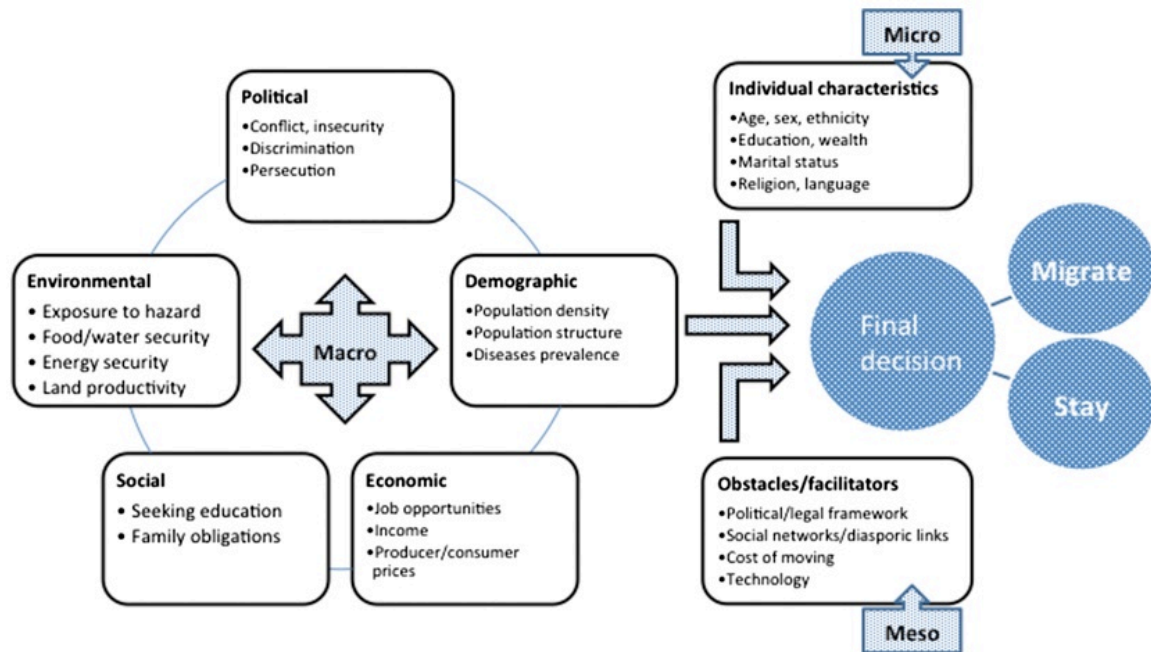 Political
•Conflict, insecurity
•Discrimination
•Persecution
Environmental
• Exposure to hazard
• Food/water security
• Energy security
• Land productivity
Macro
Demographic
•Population density
•Population structure
•Diseases prevalence
Social
• Seeking education
• Family obligations
Economic
•Job opportunities
•Income
•Producer/consumer
prices
Micro
Individual characteristics
•Age, sex, ethnicity
•Education, wealth
•Marital status
•Religion, language
Final
decision
Migrate
Stay
Obstacles/facilitators
•Political/legal framework
•Social networks/diasporic links
•Cost of moving
•Technology
Meso